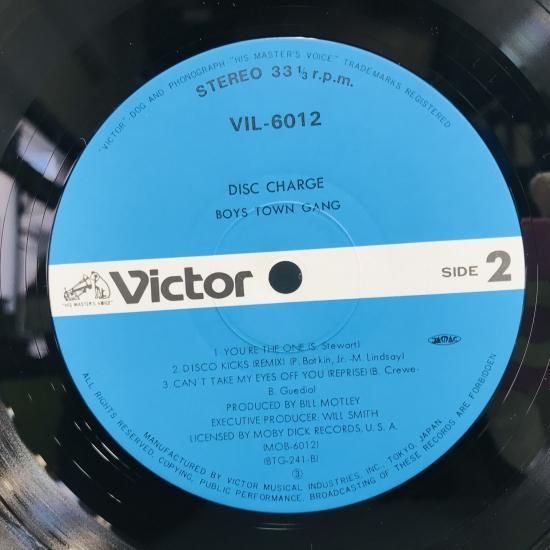 "VICTOR"-DOG AND PHONOGRAPH "HIS MASTER'S VOICE" TRADEMARKS REGISTERED
STEREO 33 1/3 r.p.m.
VIL-6012
DISC CHARGE
BOYS TOWN GANG
"HIS MASTER'S VOICE"
Victor
SIDE 2
1. YOU'RE THE ONE (S. Stewart)
2. DISCO KICKS (REMIX) (P. Botkin, Jr. -M. Lindsay)
3. CAN'T TAKE MY EYES OFF YOU (REPRISE) (B. Crewe-
B. Guedio)
JASRAC
PRODUCED BY BILL MOTLEY
EXECUTIVE PRODUCER: WILL SMITH
LICENSED BY MOBY DICK RECORDS, U. S. A.
(MOB-6012)
(BTG-241-B)
③
MANUFACTURED BY VICTOR MUSICAL INDUSTRIES, INC., TOKYO, JAPAN
ALL RIGHTS RESERVED, COPYING, PUBLIC PERFORMANCE, BROADCASTING OF THESE RECORDS ARE FORBIDDEN